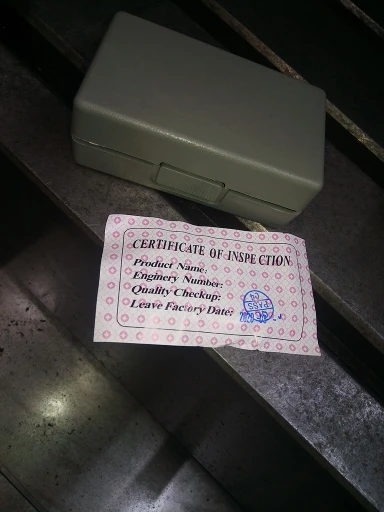 CERTIFICATE OF INSPECTION
Product Name:
Enginery Number:
Quality Checkup:
Leave Factory Date: